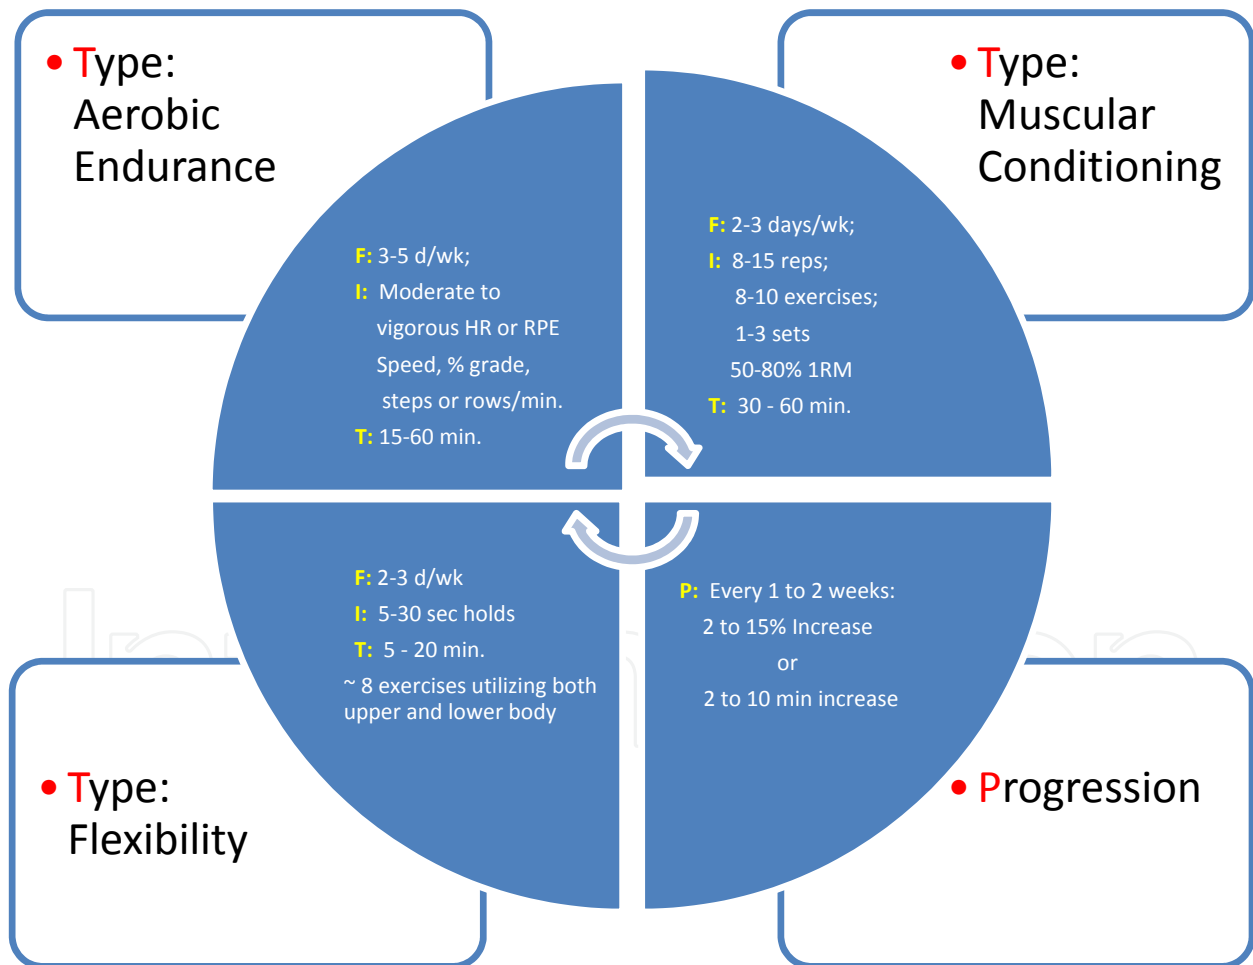 • Type:
Aerobic
Endurance
F: 3-5 d/wk;
I: Moderate to
vigorous HR or RPE
Speed, % grade,
steps or rows/min.
T: 15-60 min.
• Type:
Muscular
Conditioning
F: 2-3 days/wk;
I: 8-15 reps;
8-10 exercises;
1-3 sets
50-80% 1RM
T: 30 - 60 min.
• Type:
Flexibility
F: 2-3 d/wk
I: 5-30 sec holds
T: 5 - 20 min.
~ 8 exercises utilizing both
upper and lower body
• Progression
P: Every 1 to 2 weeks:
2 to 15% Increase
or
2 to 10 min increase